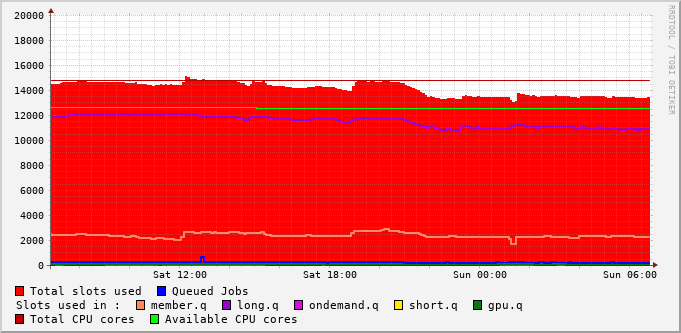 RRDTOOL / TOBI OETIKER
20000
18000
16000
14000
12000
10000
8000
6000
4000
2000
0
Sat 12:00 Sat 18:00 Sun 00:00 Sun 06:00
Total slots used Queued Jobs
Slots used in : member.q long.q ondemand.q short.q gpu.q
Total CPU cores Available CPU cores